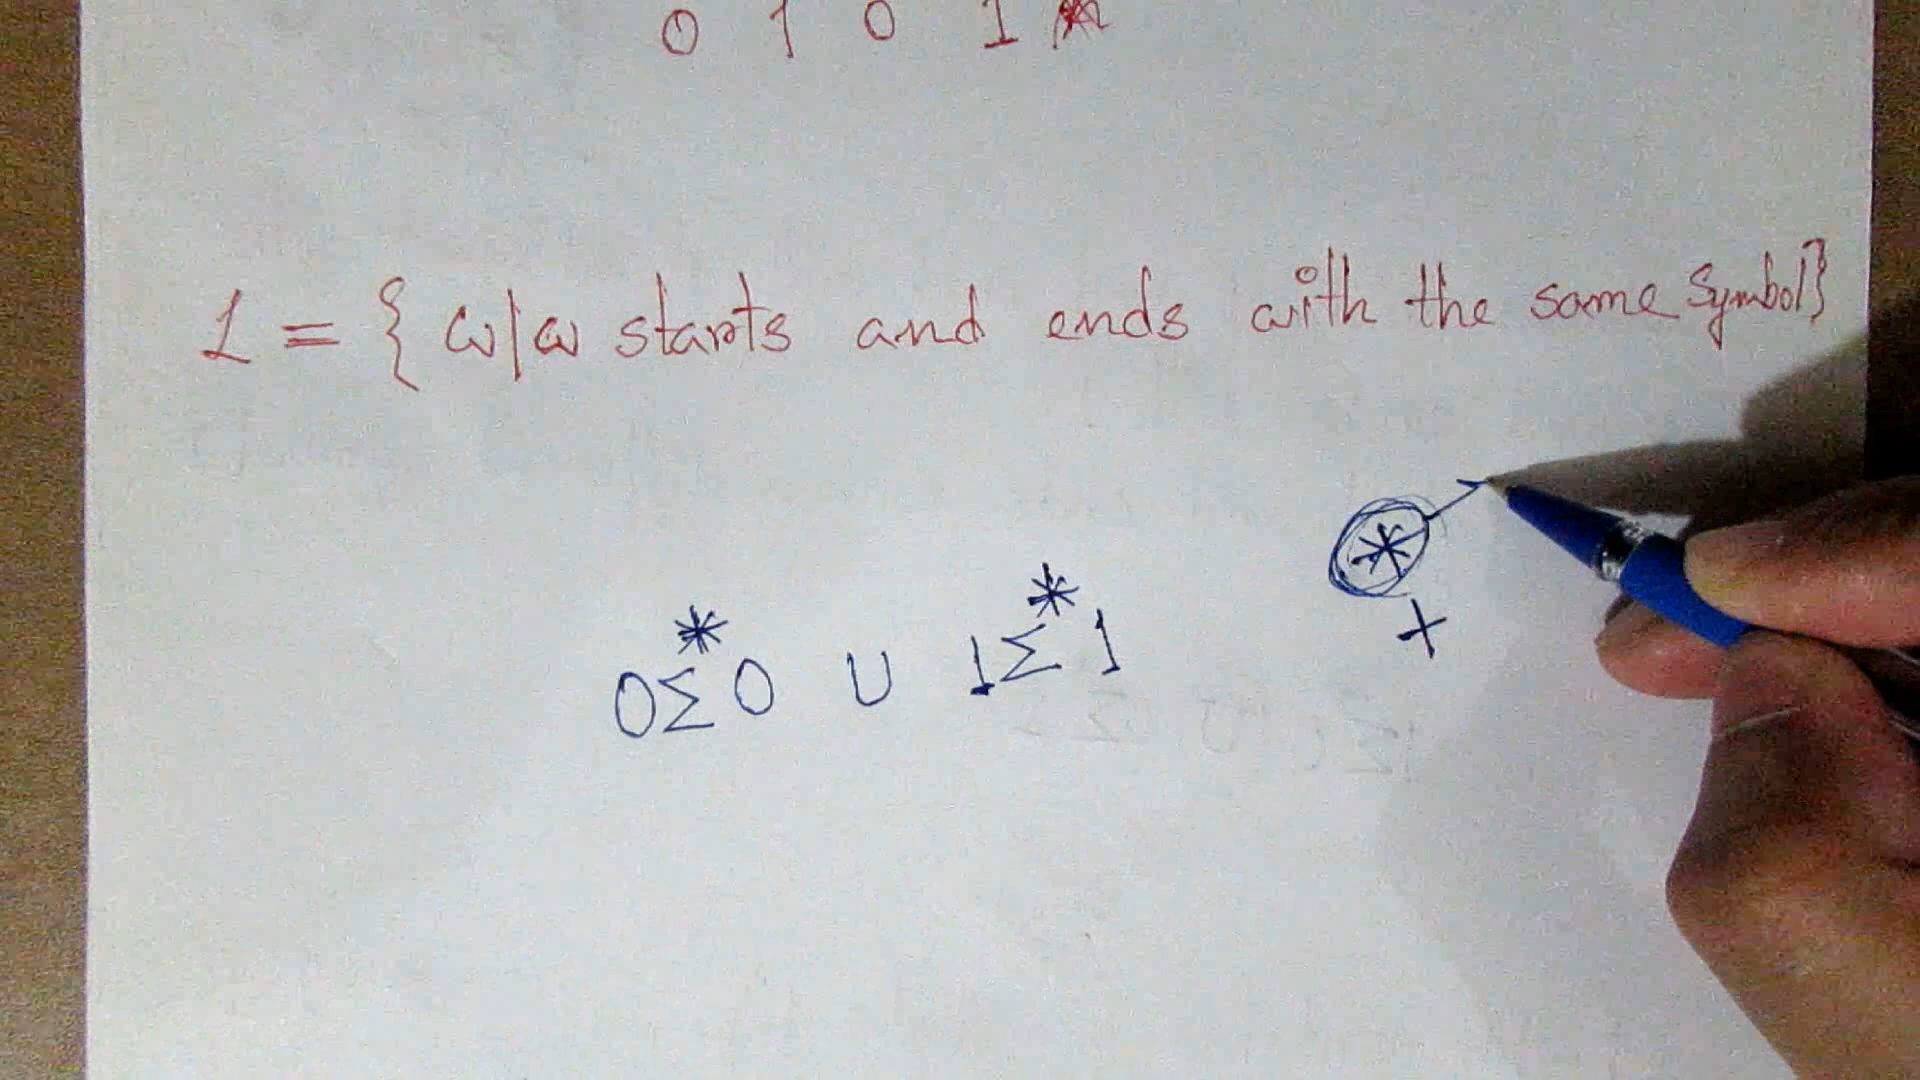 0 1 0 1
L = { ω|ω starts and ends with the same symbol}
*
+
0Σ*0 ∪ 1Σ*1